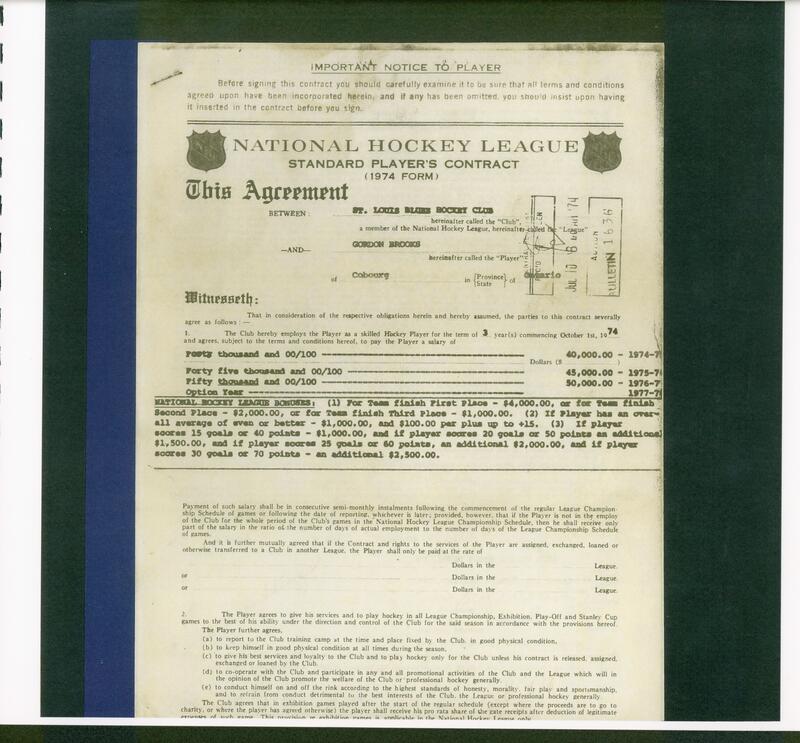 IMPORTANT NOTICE TO PLAYER
Before signing this contract you should carefully examine it to be sure that all terms and conditions
agreed upon have been incorporated herein, and if any has been omitted, you should insist upon having
it inserted in the contract before you sign.
NATIONAL HOCKEY LEAGUE
STANDARD PLAYER'S CONTRACT
(1974 FORM)
This Agreement
BETWEEN: ST. LOUIS BLUES HOCKEY CLUB
hereinafter called the "Club",
a member of the National Hockey League, hereinafter called the "League"
—AND— GORDON BROOKS
hereinafter called the "Player"
of Cobourg in {Province State} of Ontario
JUL 10 '74
BULLETIN 1636
Witnesseth:
That in consideration of the respective obligations herein and hereby assumed, the parties to this contract severally
agree as follows: —
1. The Club hereby employs the Player as a skilled Hockey Player for the term of 3 year(s) commencing October 1st, 1974
and agrees, subject to the terms and conditions hereof, to pay the Player a salary of
Forty thousand and 00/100 Dollars ($ 40,000.00 - 1974-7
Forty five thousand and 00/100 45,000.00 - 1975-7
Fifty thousand and 00/100 50,000.00 - 1976-7
Option Year 1977-7
NATIONAL HOCKEY LEAGUE BONUSES: (1) For Team finish First Place - $4,000.00, or for Team finish
Second Place - $2,000.00, or for Team finish Third Place - $1,000.00. (2) If Player has an over-
all average of even or better - $1,000.00, and $100.00 per plus up to +15. (3) If player
scores 15 goals or 40 points - $1,000.00, and if player scores 20 goals or 50 points an additional
$1,500.00, and if player scores 25 goals or 60 points, an additional $2,000.00, and if player
scores 30 goals or 70 points - an additional $2,500.00.
Payment of such salary shall be in consecutive semi-monthly instalments following the commencement of the regular League Champion-
ship Schedule of games or following the date of reporting, whichever is later; provided, however, that if the Player is not in the employ
of the Club for the whole period of the Club's games in the National Hockey League Championship Schedule, then he shall receive only
part of the salary in the ratio of the number of days of actual employment to the number of days of the League Championship Schedule
of games.
And it is further mutually agreed that if the Contract and rights to the services of the Player are assigned, exchanged, loaned or
otherwise transferred to a Club in another League, the Player shall only be paid at the rate of
Dollars in the League.
or Dollars in the League.
or Dollars in the League.
2. The Player agrees to give his services and to play hockey in all League Championship, Exhibition, Play-Off and Stanley Cup
games to the best of his ability under the direction and control of the Club for the said season in accordance with the provisions hereof.
The Player further agrees,
(a) to report to the Club training camp at the time and place fixed by the Club, in good physical condition,
(b) to keep himself in good physical condition at all times during the season,
(c) to give his best services and loyalty to the Club and to play hockey only for the Club unless his contract is released, assigned,
exchanged or loaned by the Club.
(d) to co-operate with the Club and participate in any and all promotional activities of the Club and the League which will in
the opinion of the Club promote the welfare of the Club or professional hockey generally.
(e) to conduct himself on and off the rink according to the highest standards of honesty, morality, fair play and sportsmanship,
and to refrain from conduct detrimental to the best interests of the Club, the League or professional hockey generally
The Club agrees that in exhibition games played after the start of the regular schedule (except where the proceeds are to go to
charity, or where the player has agreed otherwise) the player shall receive his pro rata share of the gate receipts after deduction of legitimate
expenses of such game. This provision re exhibition games is applicable in the National Hockey League only.